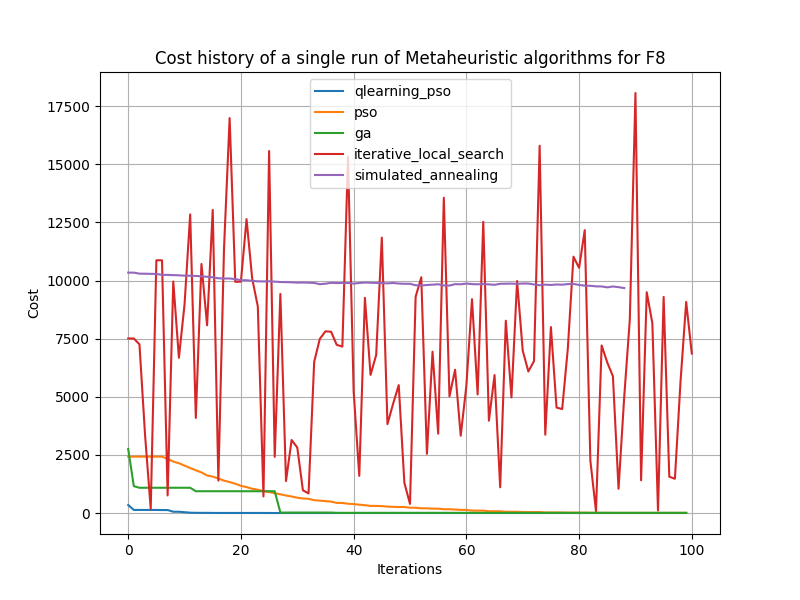 Cost history of a single run of Metaheuristic algorithms for F8
qlearning_pso
pso
ga
iterative_local_search
simulated_annealing
17500
15000
12500
10000
7500
5000
2500
0
Cost
0 20 40 60 80 100
Iterations